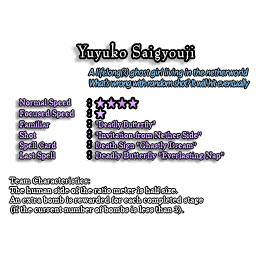 Yuyuko Saigyouji
A lifelong(?) ghost girl living in the netherworld
What's wrong with random shot? It will hit eventually
Normal Speed : ★★★★
Focused Speed : ★
Familiar : "Deadly Butterfly"
Shot : "Invitation from Nether Side"
Spell Card : Death Sign "Ghastly Dream"
Last Spell : Deadly Butterfly "Everlasting Nap"
Team Characteristics:
The human side of the ratio meter is half size.
An extra bomb is rewarded for each completed stage
(if the current number of bombs is less than 3).